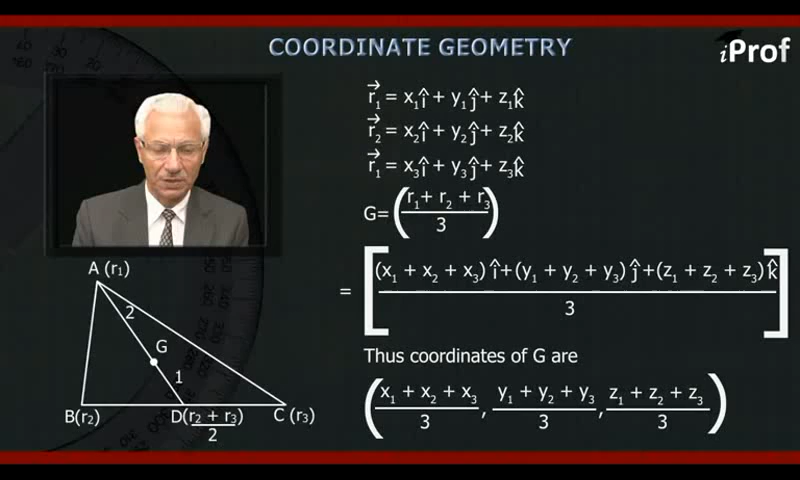 COORDINATE GEOMETRY
iProf
r⃗₁ = x₁î + y₁ĵ + z₁k̂
r⃗₂ = x₂î + y₂ĵ + z₂k̂
r⃗₁ = x₃î + y₃ĵ + z₃k̂
G= ((r₁ + r₂ + r₃)/3)
= [((x₁ + x₂ + x₃) î+(y₁ + y₂ + y₃) ĵ+(z₁ + z₂ + z₃) k̂)/3]
Thus coordinates of G are
((x₁ + x₂ + x₃)/3, (y₁ + y₂ + y₃)/3, (z₁ + z₂ + z₃)/3)
A (r₁)
2
G
1
B(r₂) D(r₂ + r₃)/2 C (r₃)